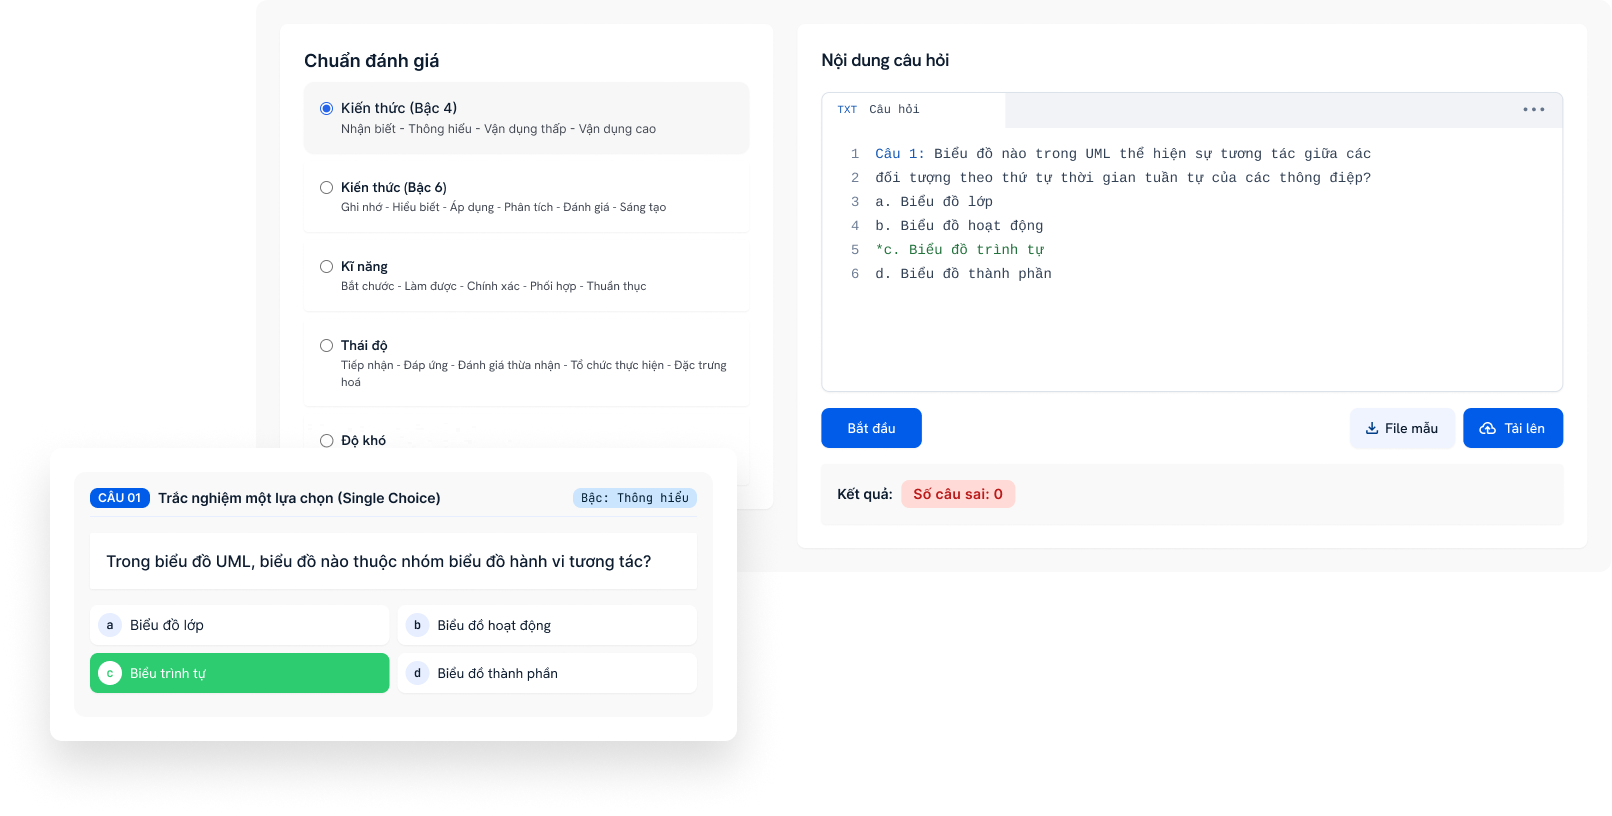 Chuẩn đánh giá
Kiến thức (Bậc 4)
Nhận biết - Thông hiểu - Vận dụng thấp - Vận dụng cao
Kiến thức (Bậc 6)
Ghi nhớ - Hiểu biết - Áp dụng - Phân tích - Đánh giá - Sáng tạo
Kĩ năng
Bắt chước - Làm được - Chính xác - Phối hợp - Thuần thục
Thái độ
Tiếp nhận - Đáp ứng - Đánh giá thừa nhận - Tổ chức thực hiện - Đặc trưng
hoá
Độ khó
Nội dung câu hỏi
TXT Câu hỏi
1 Câu 1: Biểu đồ nào trong UML thể hiện sự tương tác giữa các
2 đối tượng theo thứ tự thời gian tuần tự của các thông điệp?
3 a. Biểu đồ lớp
4 b. Biểu đồ hoạt động
5 *c. Biểu đồ trình tự
6 d. Biểu đồ thành phần
Bắt đầu
File mẫu
Tải lên
Kết quả: Số câu sai: 0
CÂU 01 Trắc nghiệm một lựa chọn (Single Choice) Bậc: Thông hiểu
Trong biểu đồ UML, biểu đồ nào thuộc nhóm biểu đồ hành vi tương tác?
a Biểu đồ lớp
b Biểu đồ hoạt động
c Biểu trình tự
d Biểu đồ thành phần